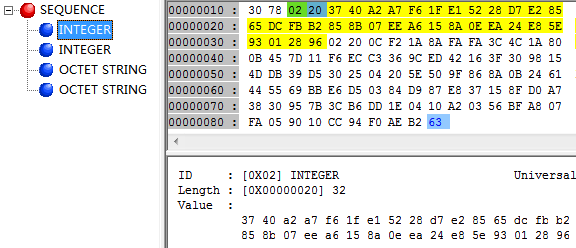 SEQUENCE
INTEGER
INTEGER
OCTET STRING
OCTET STRING
00000010 : 30 78 02 20 37 40 A2 A7 F6 1F E1 52 28 D7 E2 85
00000020 : 65 DC FB B2 85 8B 07 EE A6 15 8A 0E EA 24 E8 5E
00000030 : 93 01 28 96 02 20 0C F2 1A 8A FA FA 3C 4C 1A 80
00000040 : 0B 45 7D 11 F6 EC C3 36 9C ED 42 16 3F 30 98 15
00000050 : 4D DB 39 D5 30 25 04 20 5E 50 9F 86 8A 0B 24 61
00000060 : 44 55 69 BB E6 D5 03 84 D9 87 E8 37 15 8F D0 A7
00000070 : 38 30 95 7B 3C B6 DD 1E 04 10 A2 03 56 BF A8 07
00000080 : FA 05 90 10 CC 94 F0 AE B2 63
ID : [0X02] INTEGER Universal
Length : [0X00000020] 32
Value :
37 40 a2 a7 f6 1f e1 52 28 d7 e2 85 65 dc fb b2
85 8b 07 ee a6 15 8a 0e ea 24 e8 5e 93 01 28 96